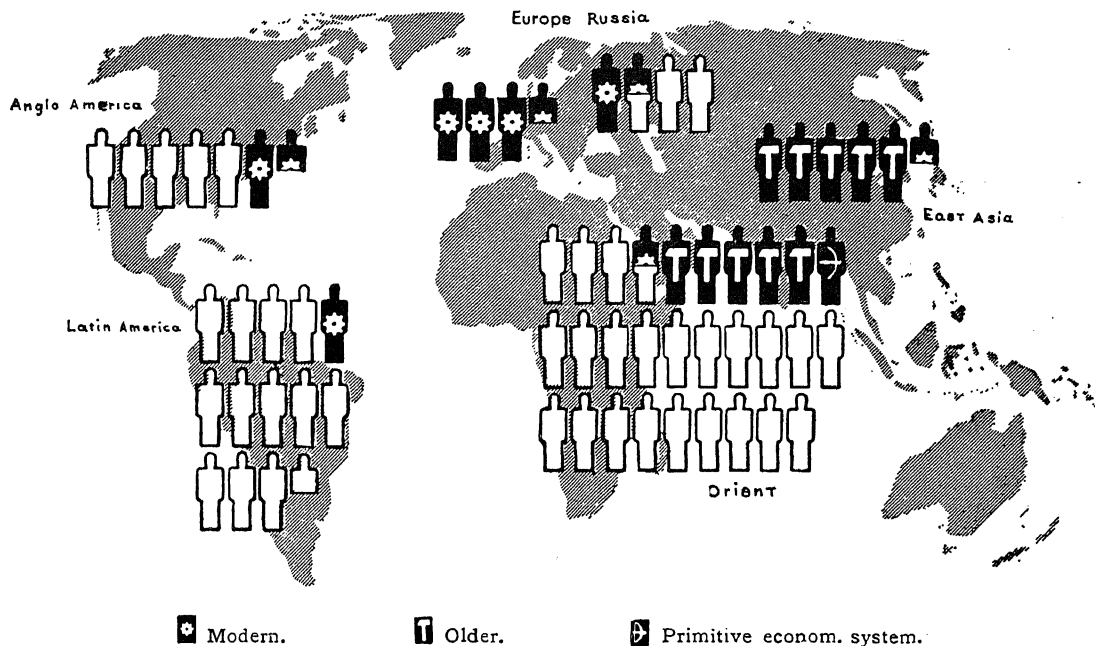 Europe Russia
Anglo America
East Asia
Latin America
Orient
Modern. Older. Primitive econom. system.